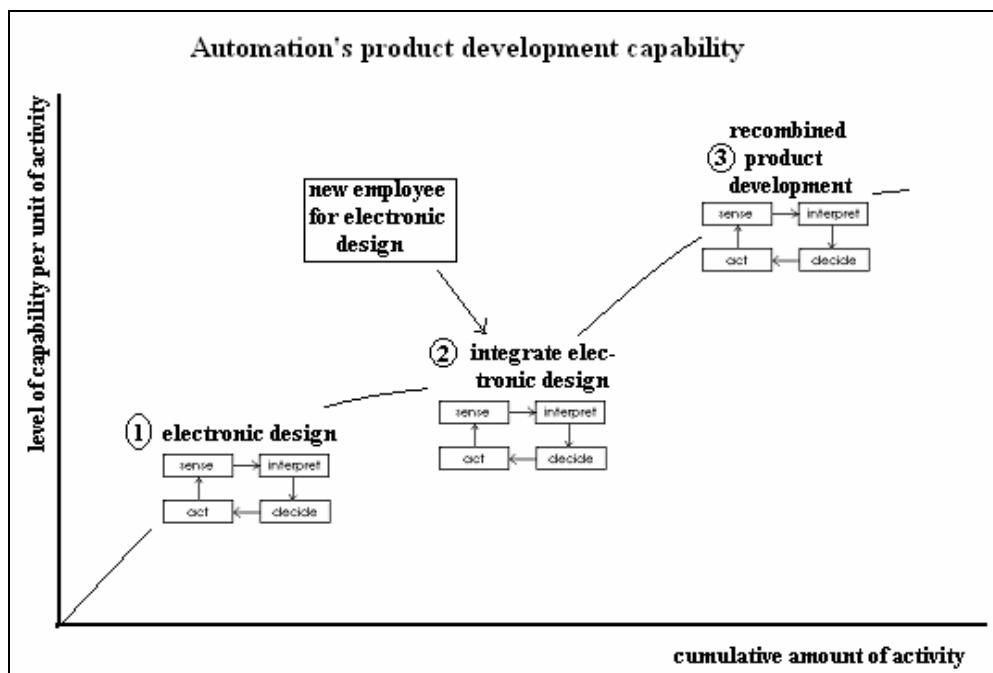 Automation's product development capability
level of capability per unit of activity
recombined
3 product
development
sense interpret
act decide
new employee
for electronic
design
2 integrate elec-
tronic design
sense interpret
act decide
1 electronic design
sense interpret
act decide
cumulative amount of activity